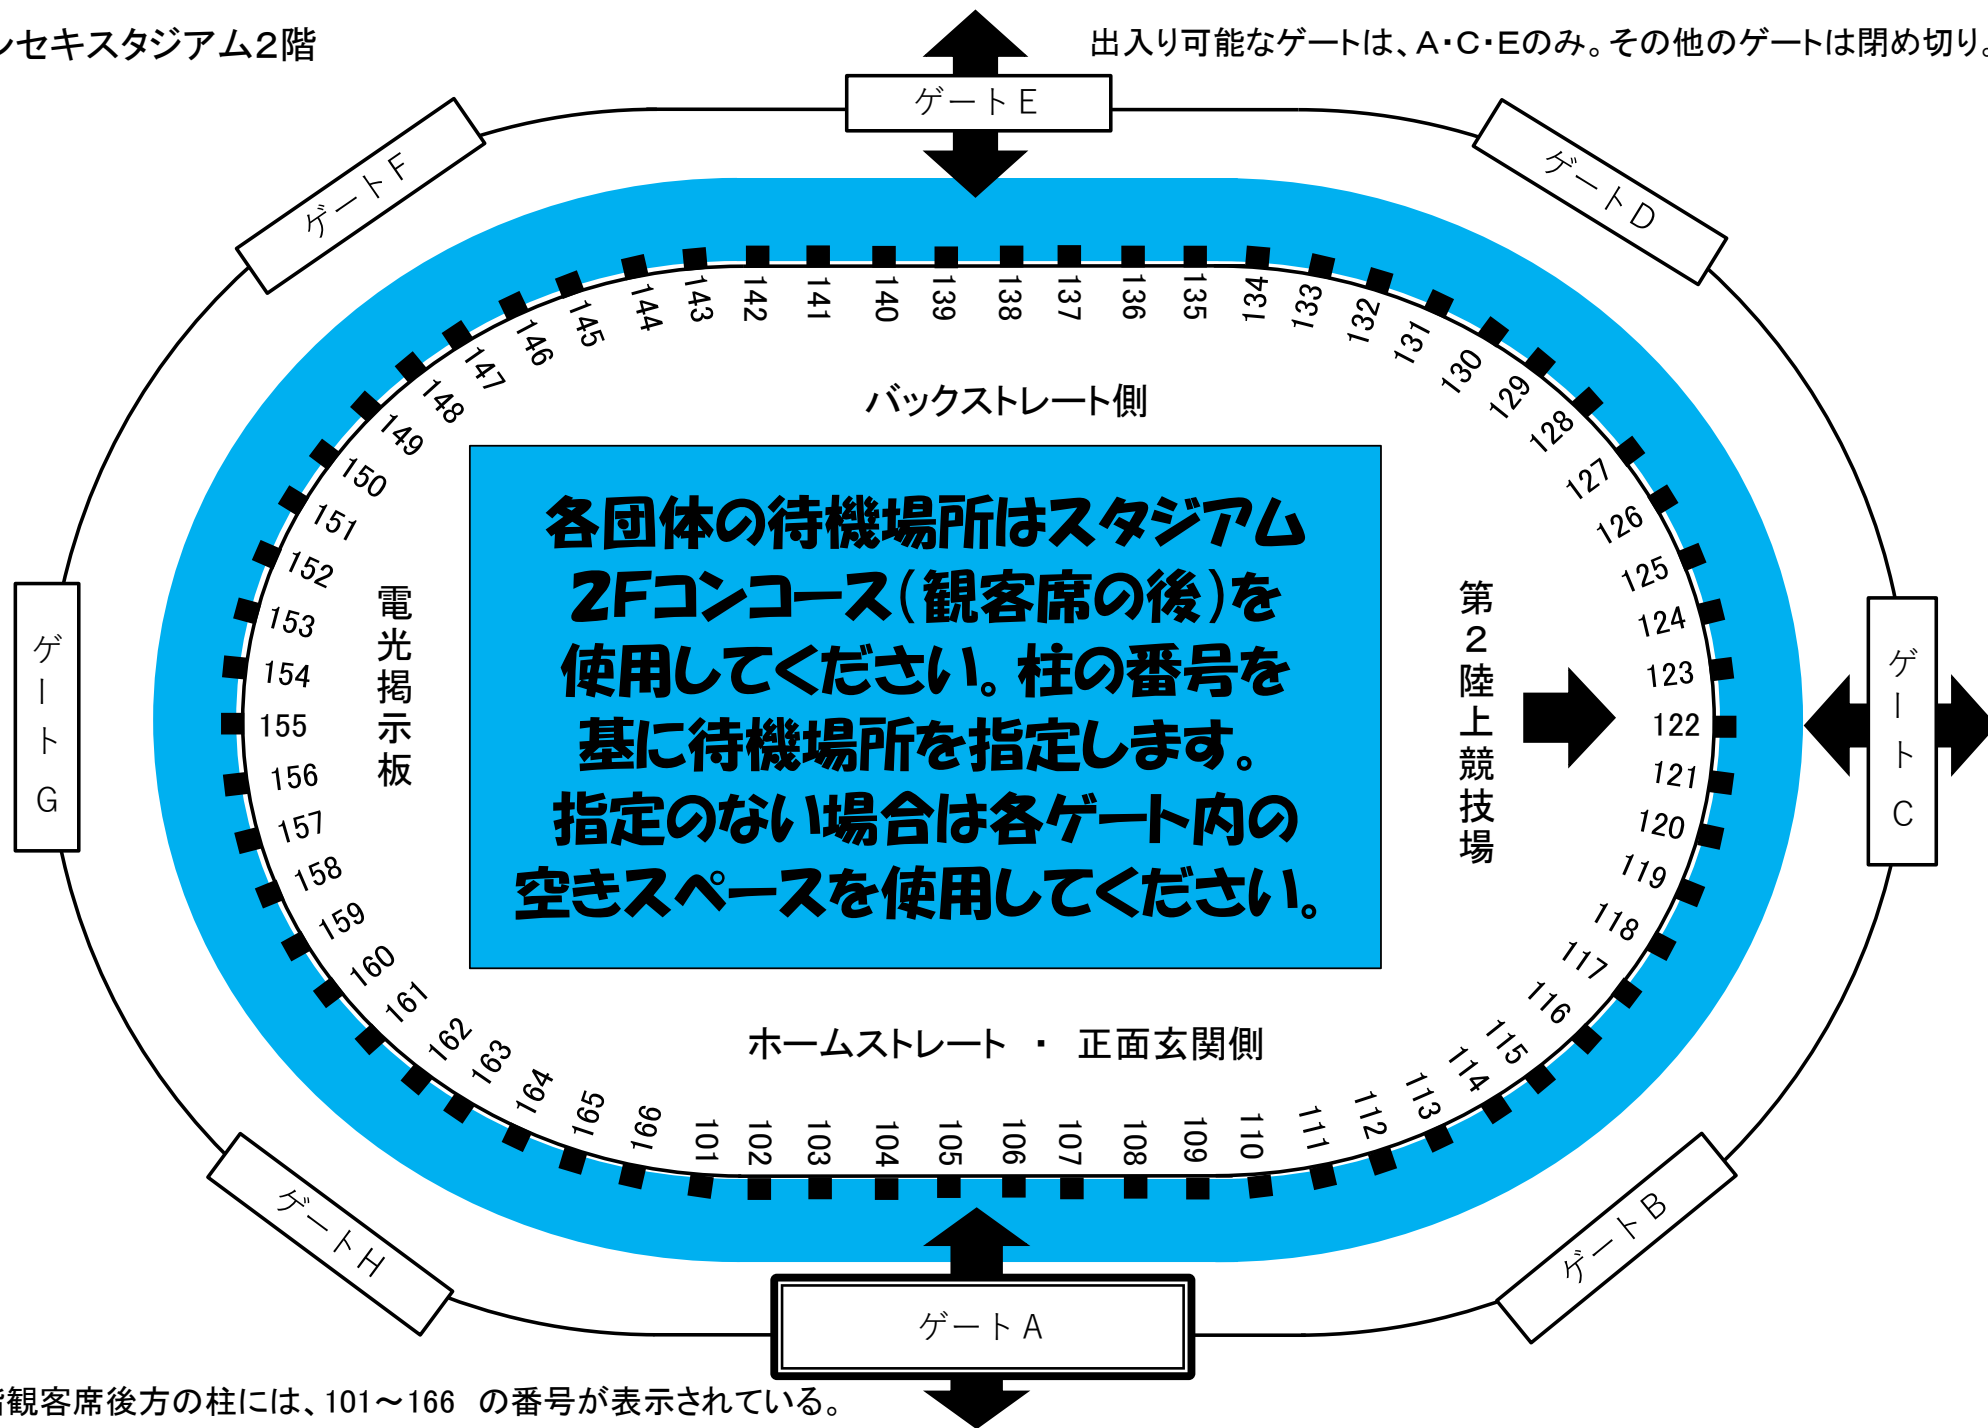 ンセキスタジアム2階
出入り可能なゲートは、A・C・Eのみ。その他のゲートは閉め切り。
ゲートE
ゲートF
ゲートD
143 142 141 140 139 138 137 136 135 134
144 145 146 147 148 149 150 151 152 153 154 155 156 157 158 159 160 161 162 163 164 165 166
133 132 131 130 129 128 127 126 125 124 123 122 121 120 119 118 117 116 115 114 113 112 111
バックストレート側
各団体の待機場所はスタジアム
2Fコンコース(観客席の後)を
使用してください。柱の番号を
基に待機場所を指定します。
指定のない場合は各ゲート内の
空きスペースを使用してください。
電光掲示板
第2陸上競技場
ゲートG
ゲートC
ホームストレート ・ 正面玄関側
101 102 103 104 105 106 107 108 109 110
ゲートH
ゲートB
ゲートA
階観客席後方の柱には、101～166 の番号が表示されている。